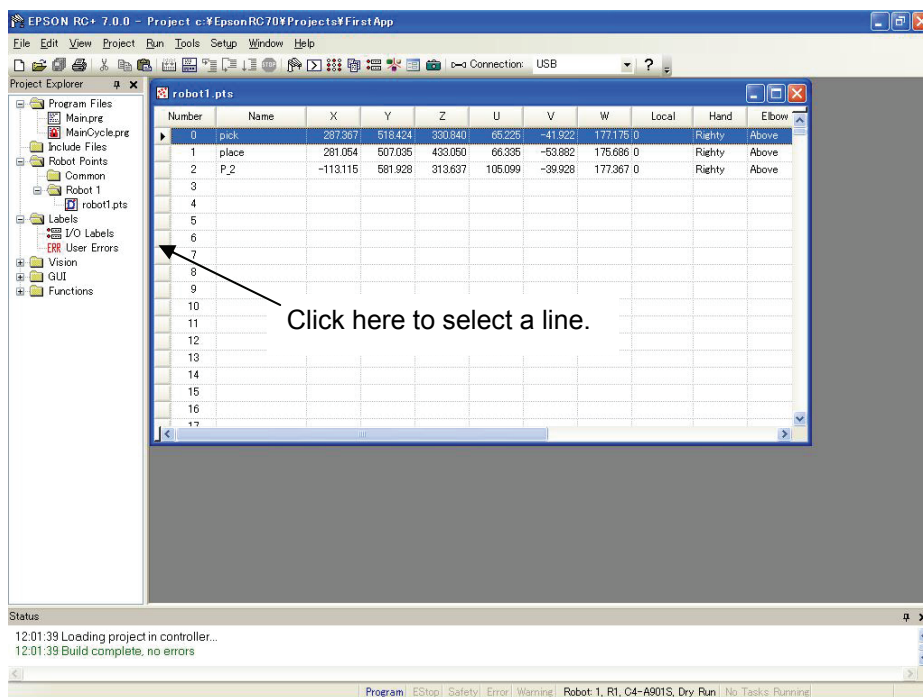 EPSON RC+ 7.0.0 - Project c:¥EpsonRC70¥Projects¥FirstApp
File Edit View Project Run Tools Setup Window Help
Connection: USB ?
Project Explorer
Program Files
Main.prg
MainCycle.prg
Include Files
Robot Points
Common
Robot 1
robot1.pts
Labels
I/O Labels
ERR User Errors
Vision
GUI
Functions
robot1.pts
Number Name X Y Z U V W Local Hand Elbow
0 pick 287.367 518.424 330.840 65.225 -41.922 177.175 0 Righty Above
1 place 281.054 507.035 433.050 66.335 -53.882 175.686 0 Righty Above
2 P_2 -113.115 581.928 313.637 105.099 -39.928 177.367 0 Righty Above
3
4
5
6
7
8
9
10
11
12
13
14
15
16
17
Click here to select a line.
Status
12:01:39 Loading project in controller...
12:01:39 Build complete, no errors
Program EStop Safety Error Warning Robot: 1, R1, C4-A901S, Dry Run No Tasks Running